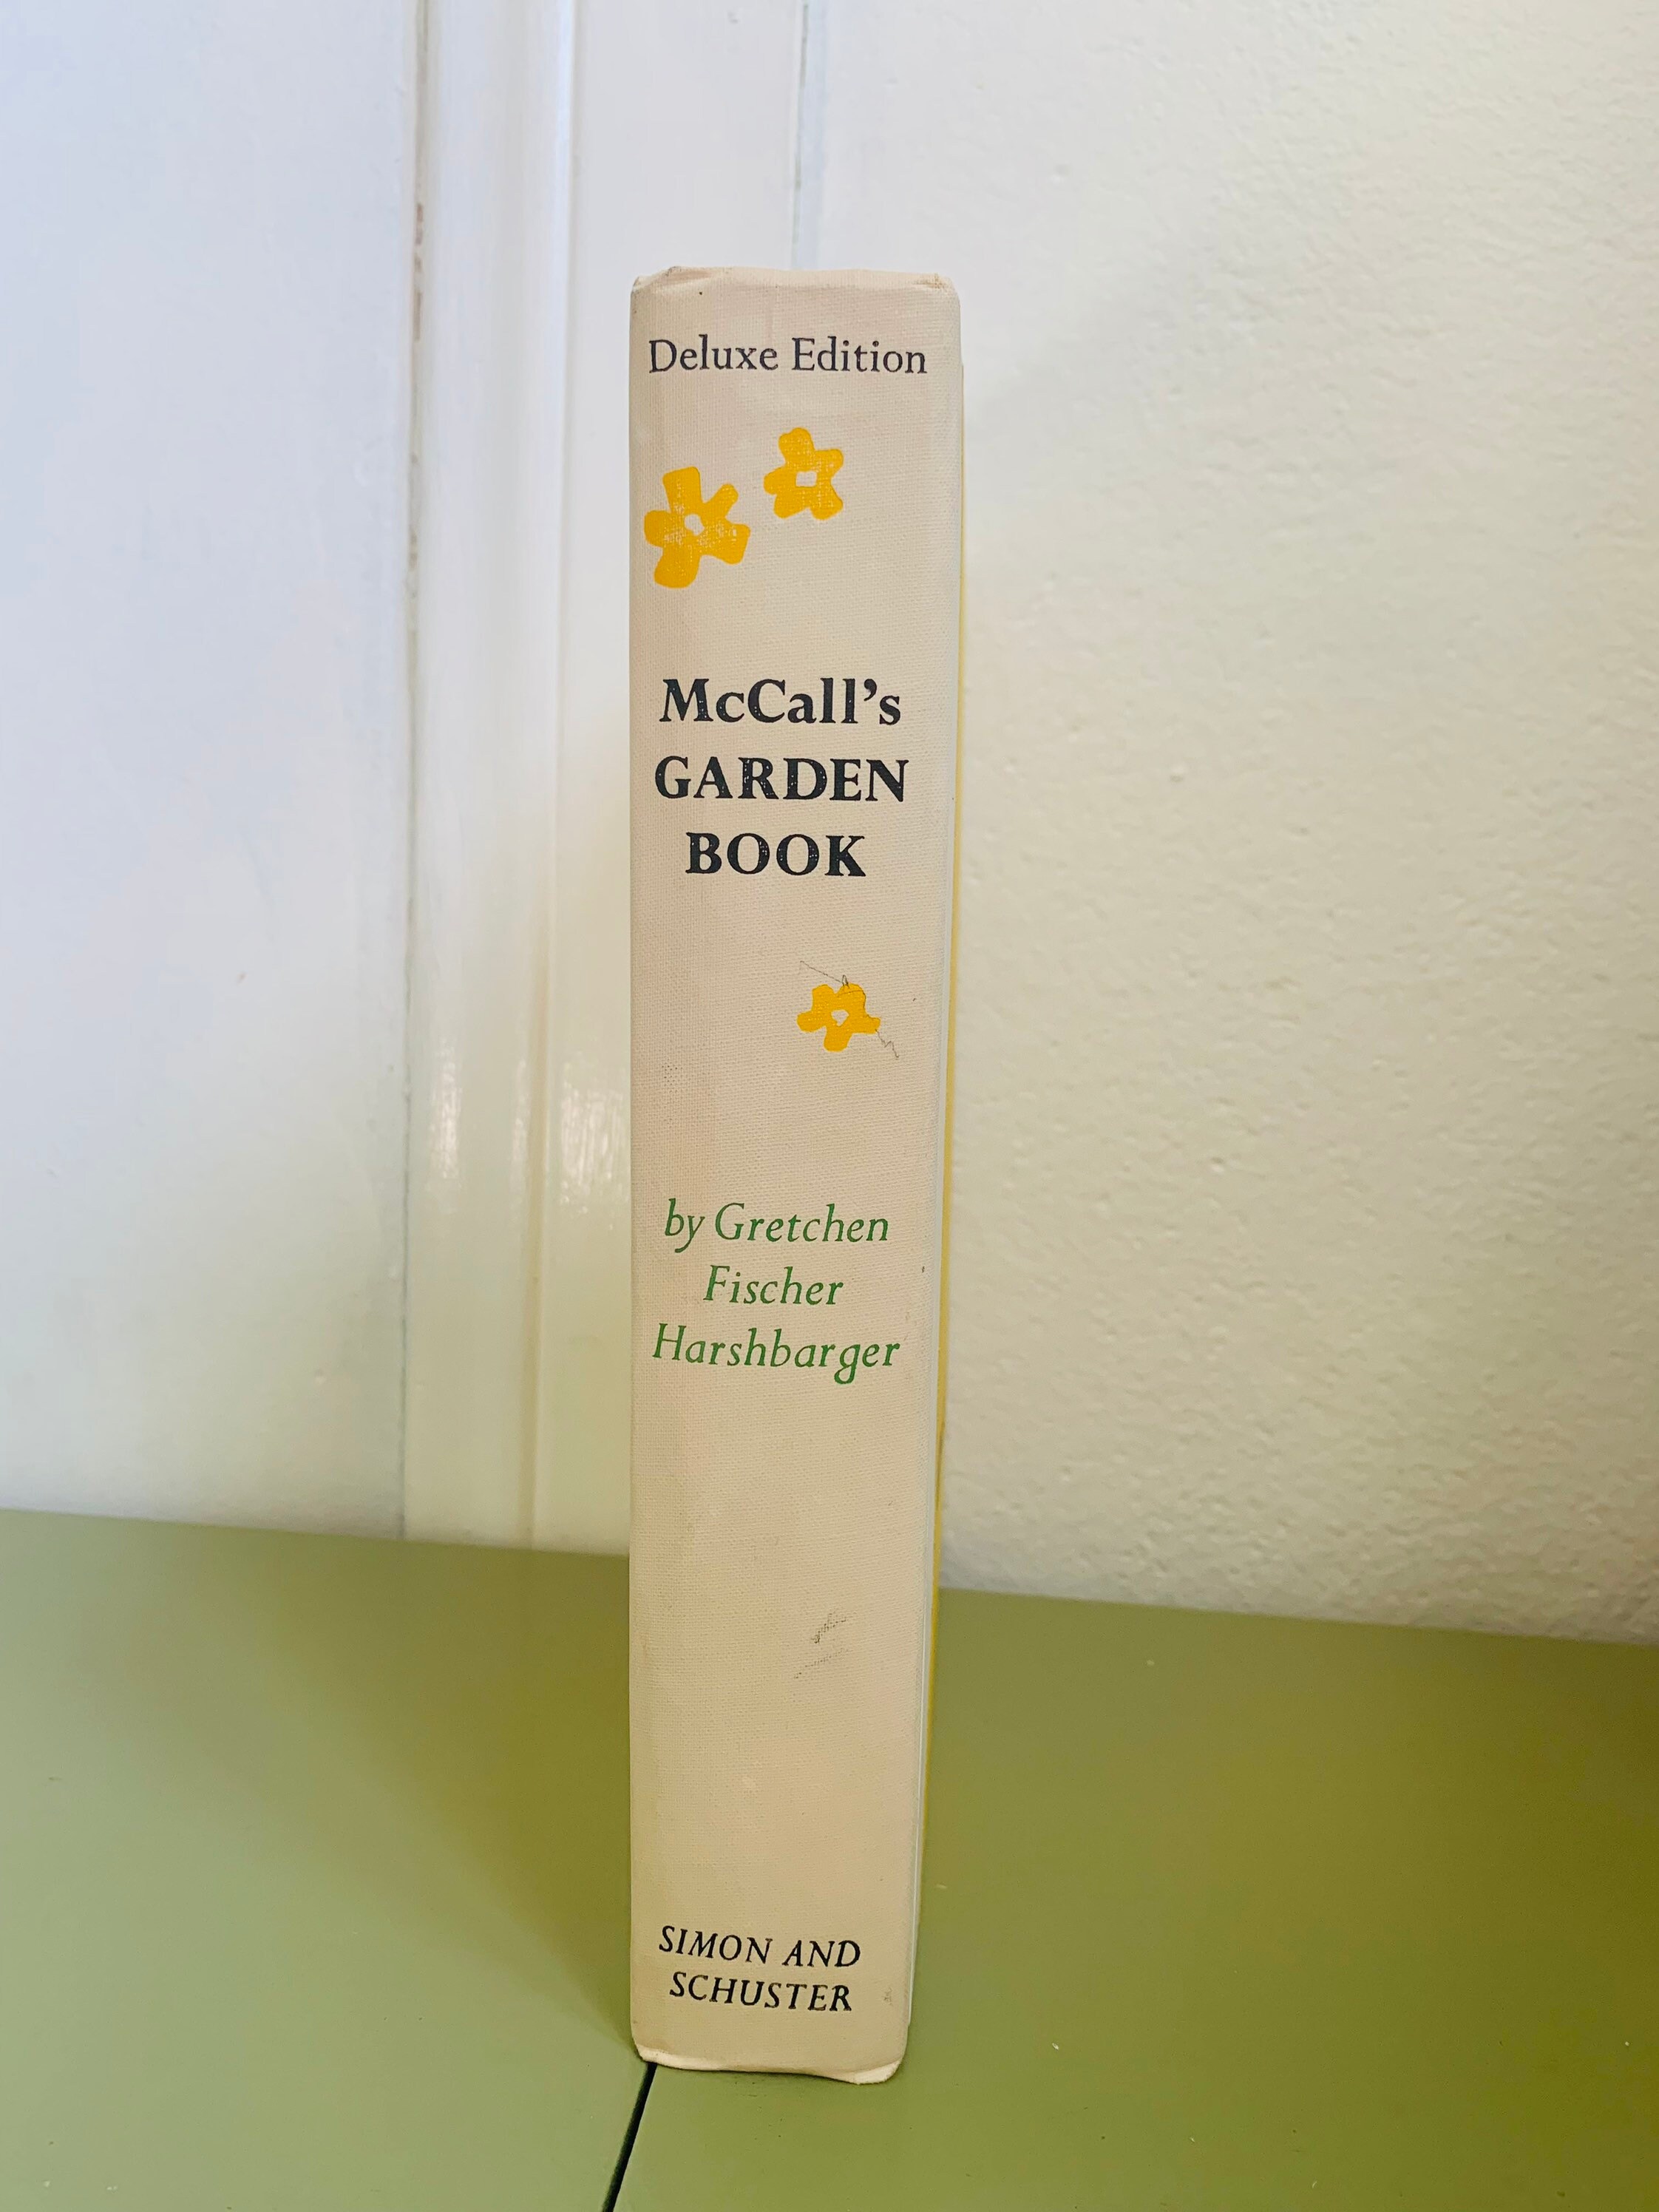 Deluxe Edition
McCall's
GARDEN
BOOK
by Gretchen
Fischer
Harshbarger
SIMON AND
SCHUSTER